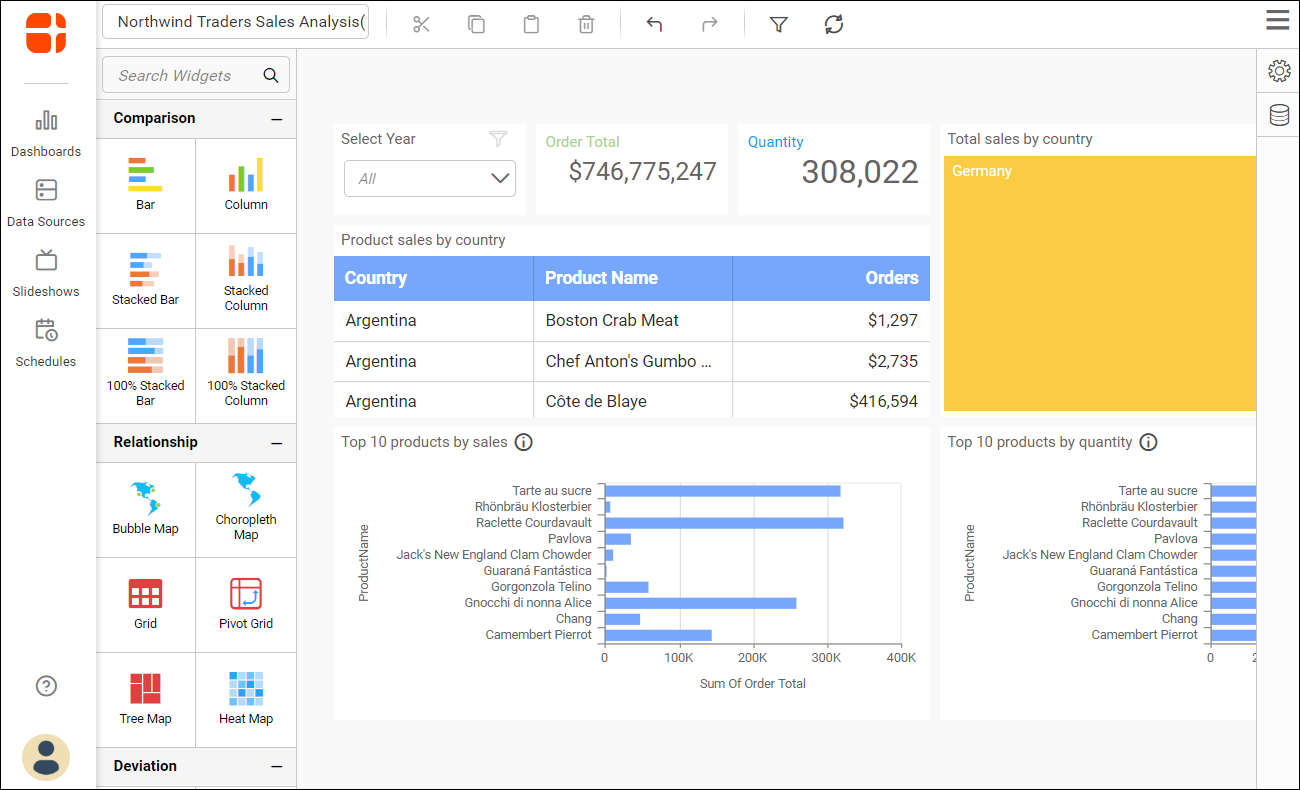 Northwind Traders Sales Analysis(
Search Widgets
Dashboards
Data Sources
Slideshows
Schedules
Comparison
Bar
Column
Stacked Bar
Stacked
Column
100% Stacked
Bar
100% Stacked
Column
Relationship
Bubble Map
Choropleth
Map
Grid
Pivot Grid
Tree Map
Heat Map
Deviation
Select Year
All
Order Total
$746,775,247
Quantity
308,022
Total sales by country
Germany
Product sales by country
Country Product Name Orders
Argentina Boston Crab Meat $1,297
Argentina Chef Anton's Gumbo ... $2,735
Argentina Côte de Blaye $416,594
Top 10 products by sales
ProductName
Tarte au sucre
Rhönbräu Klosterbier
Raclette Courdavault
Pavlova
Jack's New England Clam Chowder
Guaraná Fantástica
Gorgonzola Telino
Gnocchi di nonna Alice
Chang
Camembert Pierrot
0 100K 200K 300K 400K
Sum Of Order Total
Top 10 products by quantity
ProductName
Tarte au sucre
Rhönbräu Klosterbier
Raclette Courdavault
Pavlova
Jack's New England Clam Chowder
Guaraná Fantástica
Gorgonzola Telino
Gnocchi di nonna Alice
Chang
Camembert Pierrot
0